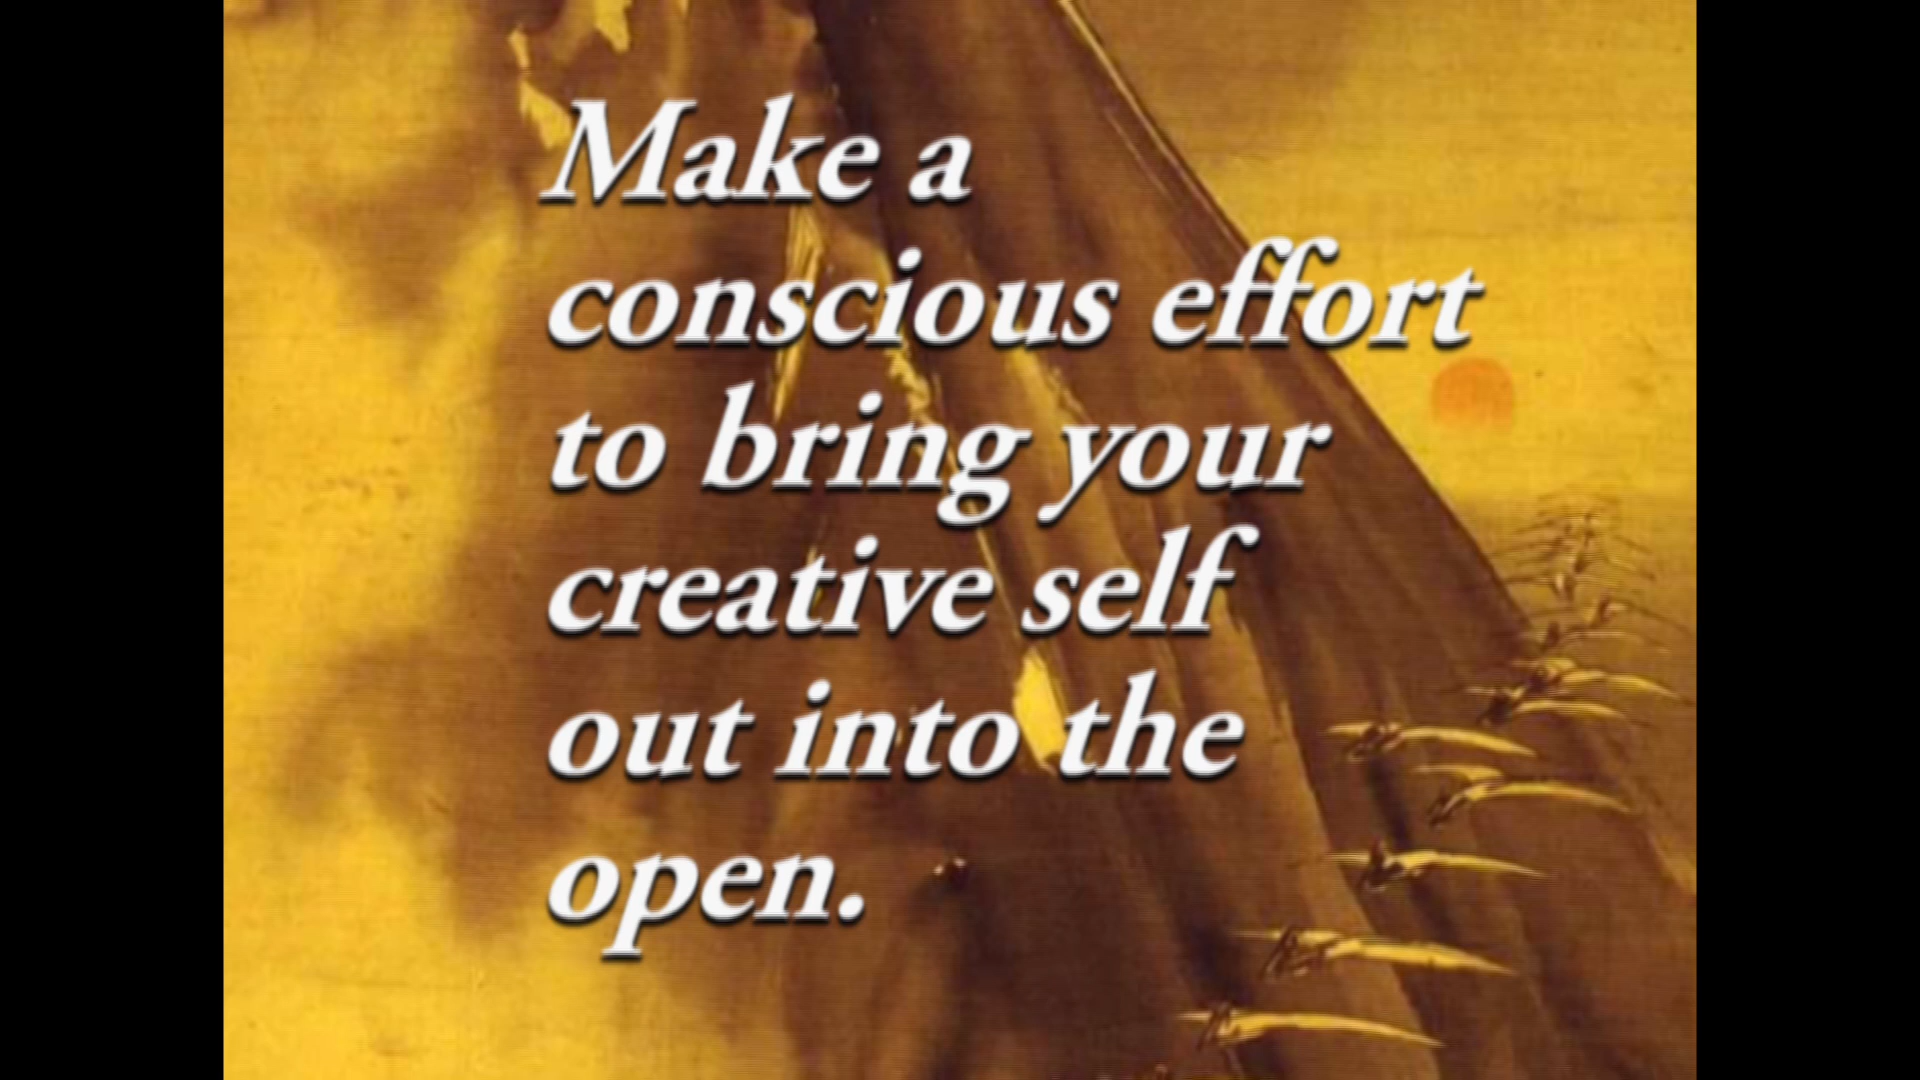 Make a
conscious effort
to bring your
creative self
out into the
open.